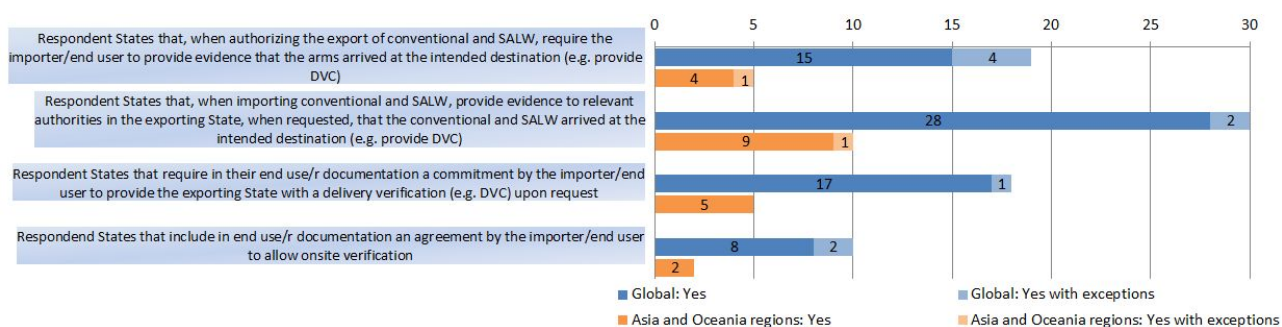 0 5 10 15 20 25 30
Respondent States that, when authorizing the export of conventional and SALW, require the
importer/end user to provide evidence that the arms arrived at the intended destination (e.g. provide
DVC)
15 4
4 1
Respondent States that, when importing conventional and SALW, provide evidence to relevant
authorities in the exporting State, when requested, that the conventional and SALW arrived at the
intended destination (e.g. provide DVC)
28 2
9 1
Respondent States that require in their end use/r documentation a commitment by the importer/end
user to provide the exporting State with a delivery verification (e.g. DVC) upon request
17 1
5
Respondend States that include in end use/r documentation an agreement by the importer/end user
to allow onsite verification
8 2
2
Global: Yes Global: Yes with exceptions
Asia and Oceania regions: Yes Asia and Oceania regions: Yes with exceptions